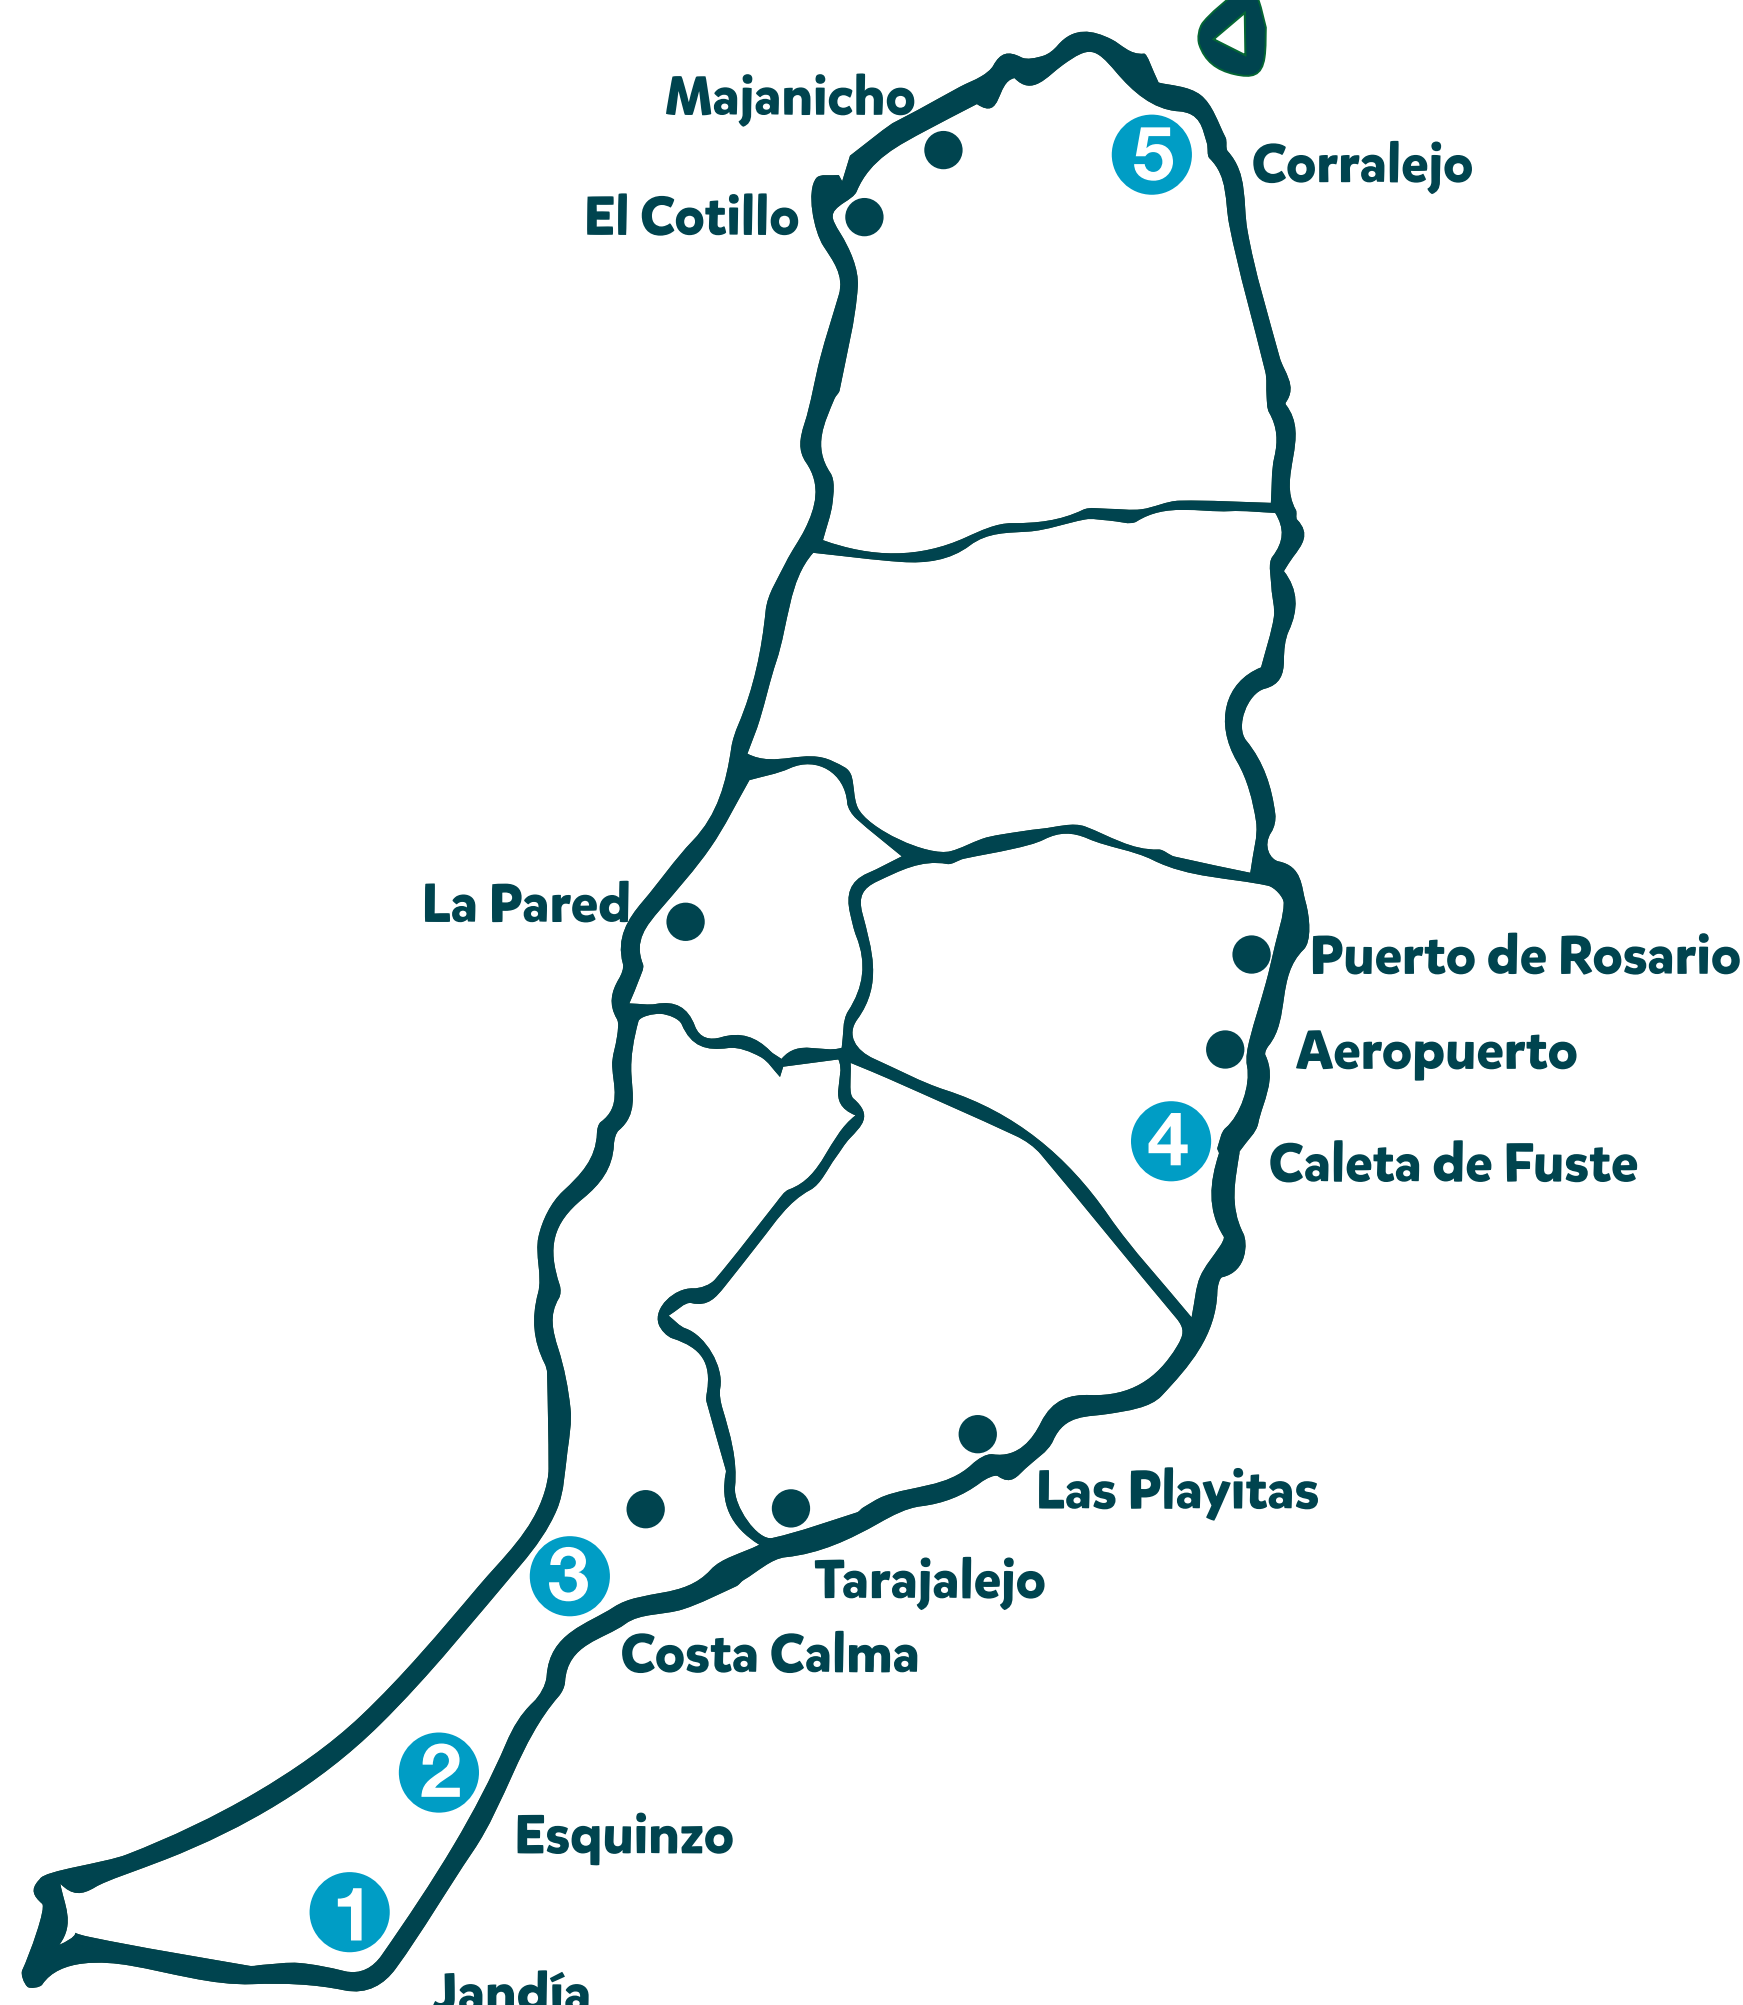 Majanicho
5
Corralejo
El Cotillo
La Pared
Puerto de Rosario
Aeropuerto
4
Caleta de Fuste
Las Playitas
3
Tarajalejo
Costa Calma
2
Esquinzo
1
Jandía